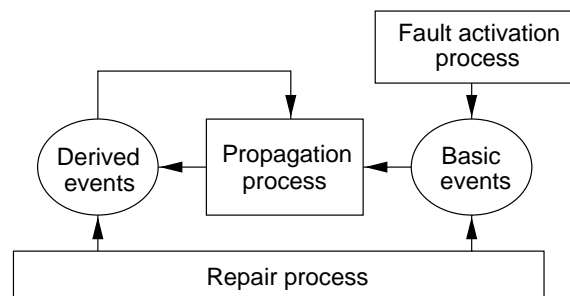 Fault activation
process
Derived
events
Propagation
process
Basic
events
Repair process